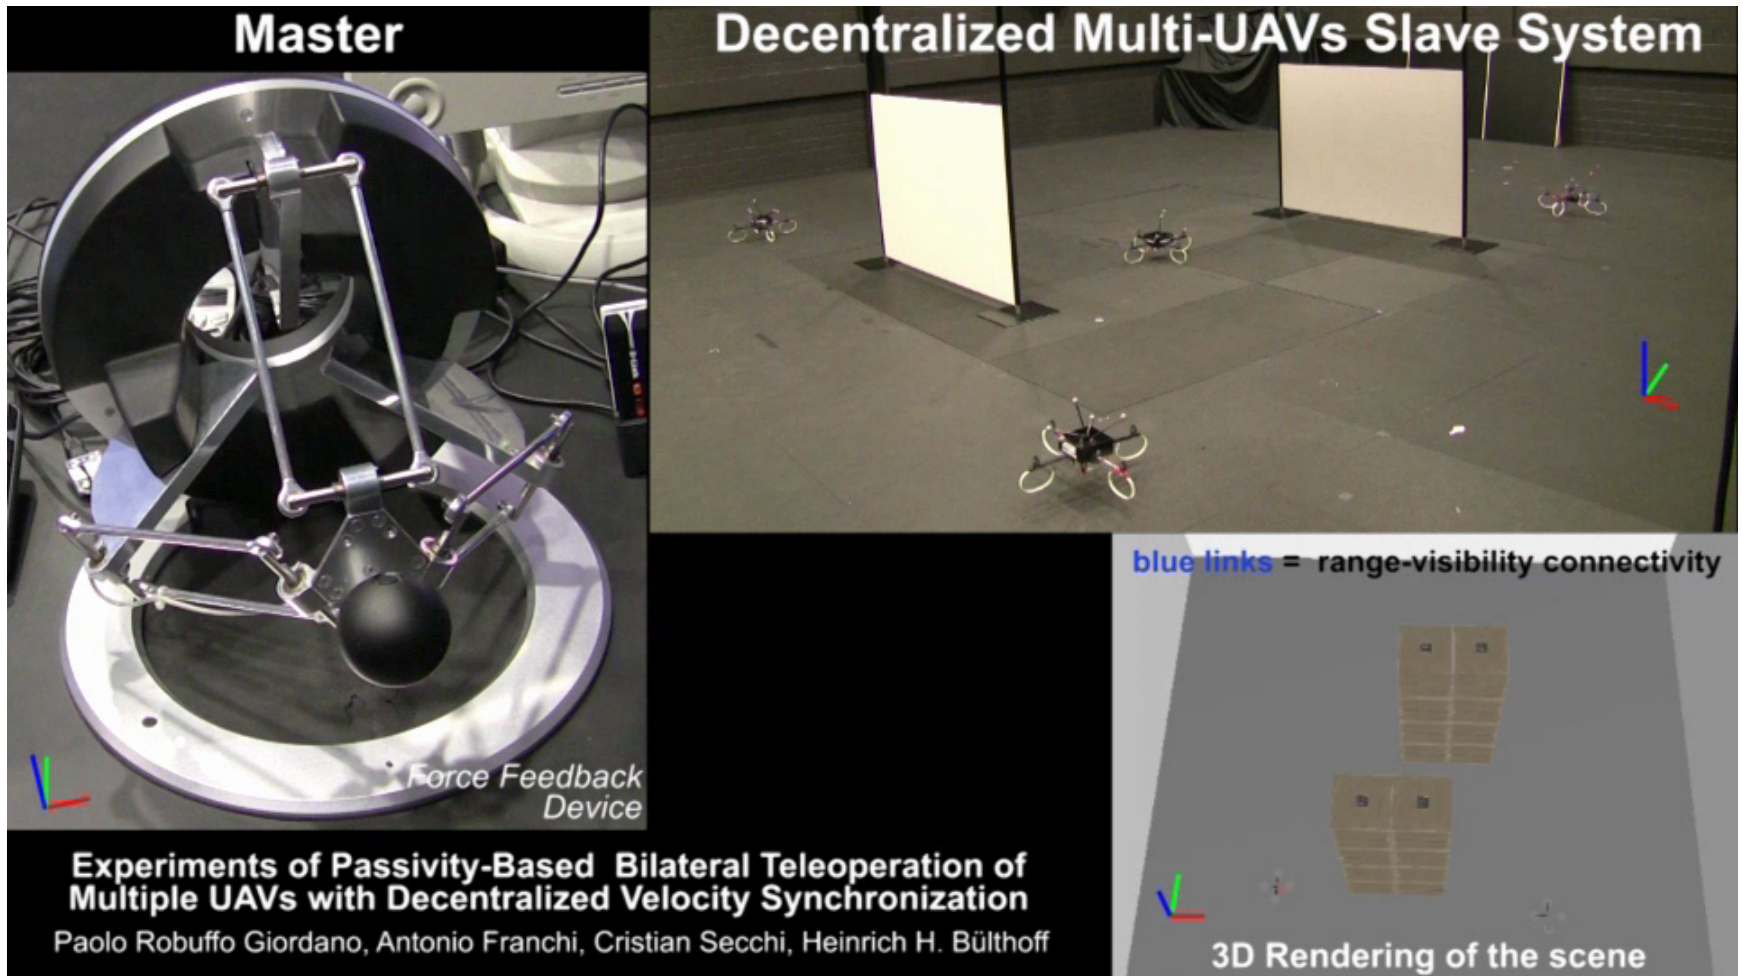 Master
Decentralized Multi-UAVs Slave System
D-Link
Force Feedback
Device
blue links = range-visibility connectivity
Experiments of Passivity-Based Bilateral Teleoperation of
Multiple UAVs with Decentralized Velocity Synchronization
Paolo Robuffo Giordano, Antonio Franchi, Cristian Secchi, Heinrich H. Bülthoff
3D Rendering of the scene